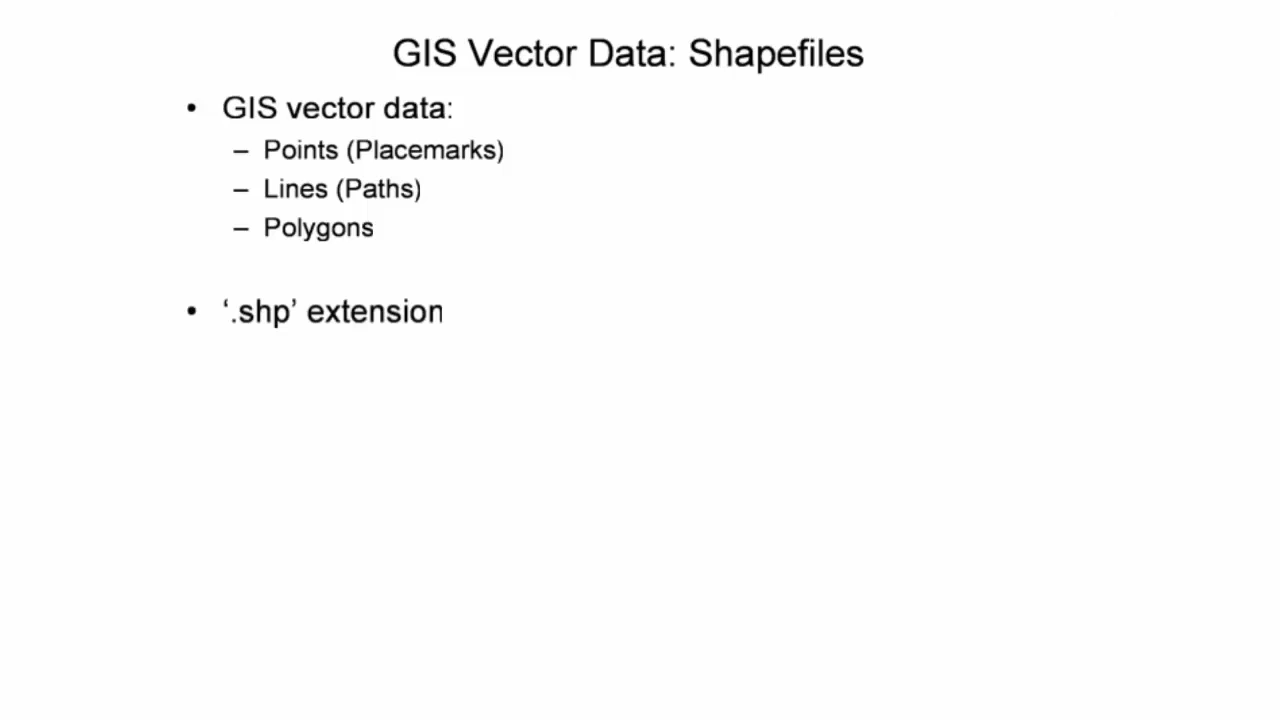 GIS Vector Data: Shapefiles
• GIS vector data:
– Points (Placemarks)
– Lines (Paths)
– Polygons
• ‘.shp’ extension